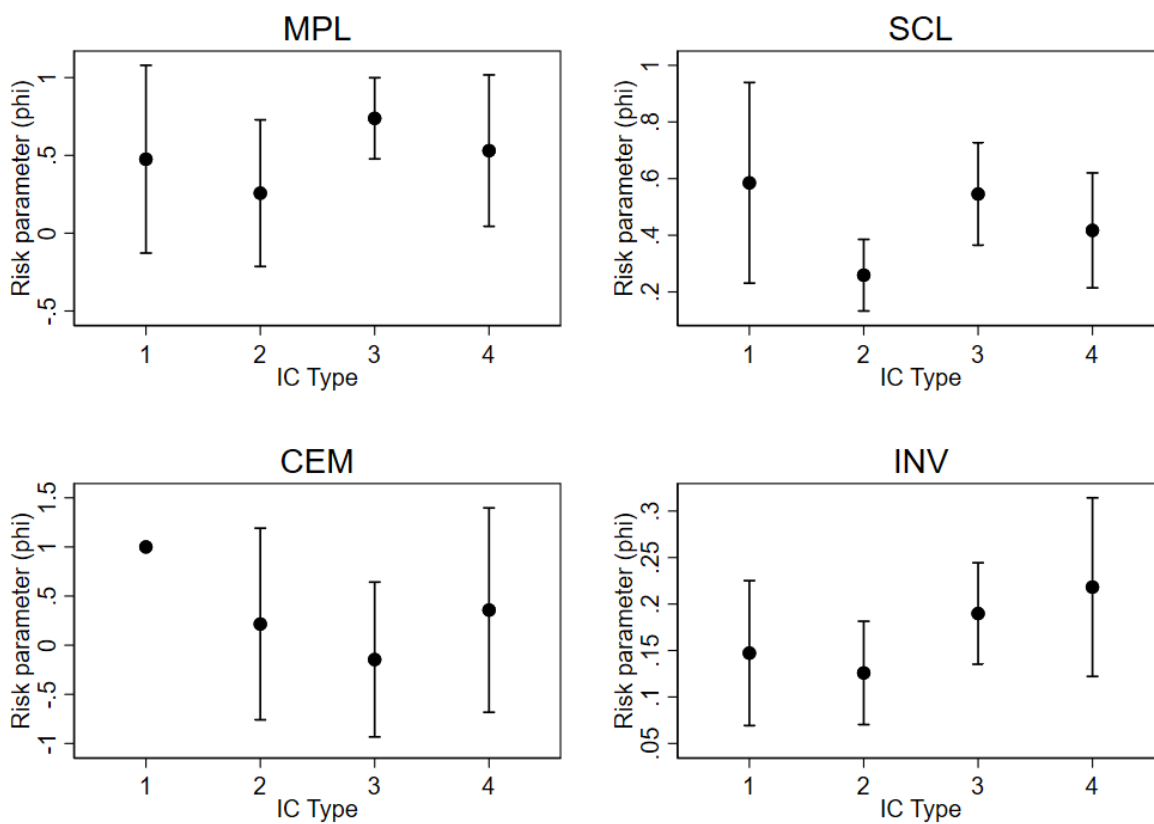 MPL
Risk parameter (phi)
1
.5
0
-.5
1 2 3 4
IC Type
SCL
Risk parameter (phi)
1
.8
.6
.4
.2
1 2 3 4
IC Type
CEM
Risk parameter (phi)
1.5
1
.5
0
-.5
-1
1 2 3 4
IC Type
INV
Risk parameter (phi)
.3
.25
.2
.15
.1
.05
1 2 3 4
IC Type